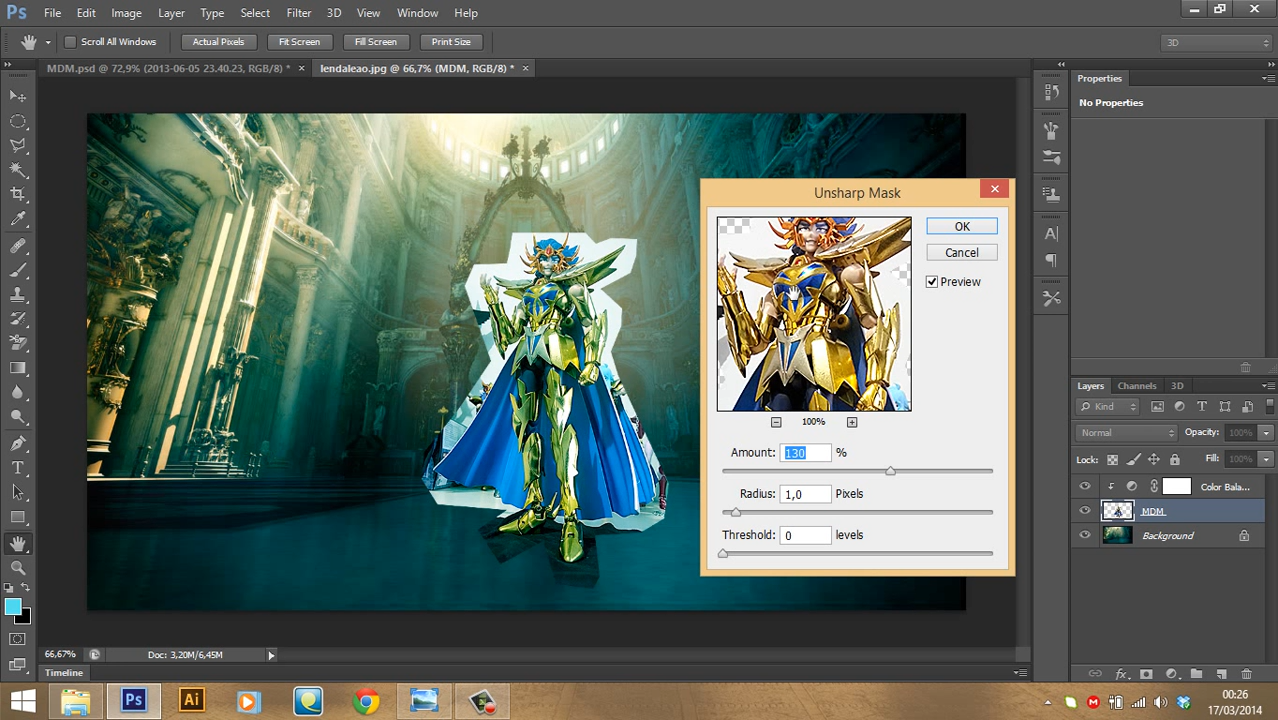 Ps File Edit Image Layer Type Select Filter 3D View Window Help
Scroll All Windows Actual Pixels Fit Screen Fill Screen Print Size 3D
MDM.psd @ 72,9% (2013-06-05 23.40.23, RGB/8) * × lendaleao.jpg @ 66,7% (MDM, RGB/8) * ×
Properties
No Properties
Unsharp Mask
OK
Cancel
Preview
100%
Amount: 130 %
Radius: 1,0 Pixels
Threshold: 0 levels
Layers Channels 3D
Kind
Normal Opacity: 100%
Lock: Fill: 100%
Color Bala...
MDM
Background
66,67% Doc: 3,20M/6,45M
Timeline
Ps Ai
00:26
17/03/2014